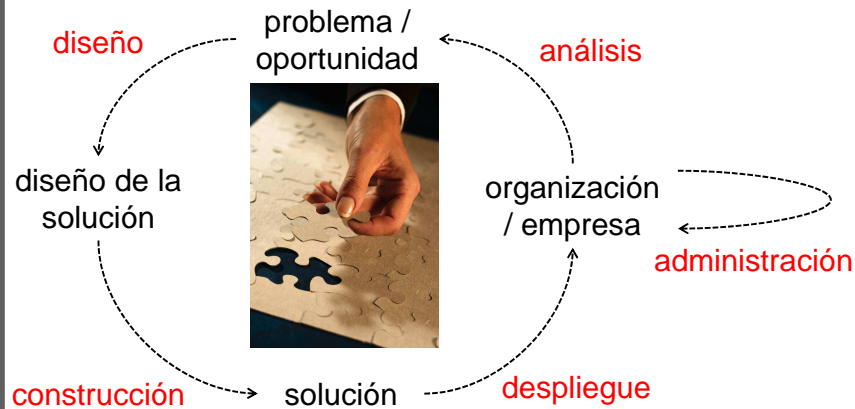 problema /
oportunidad
diseño
análisis
diseño de la
solución
organización
/ empresa
administración
construcción
solución
despliegue